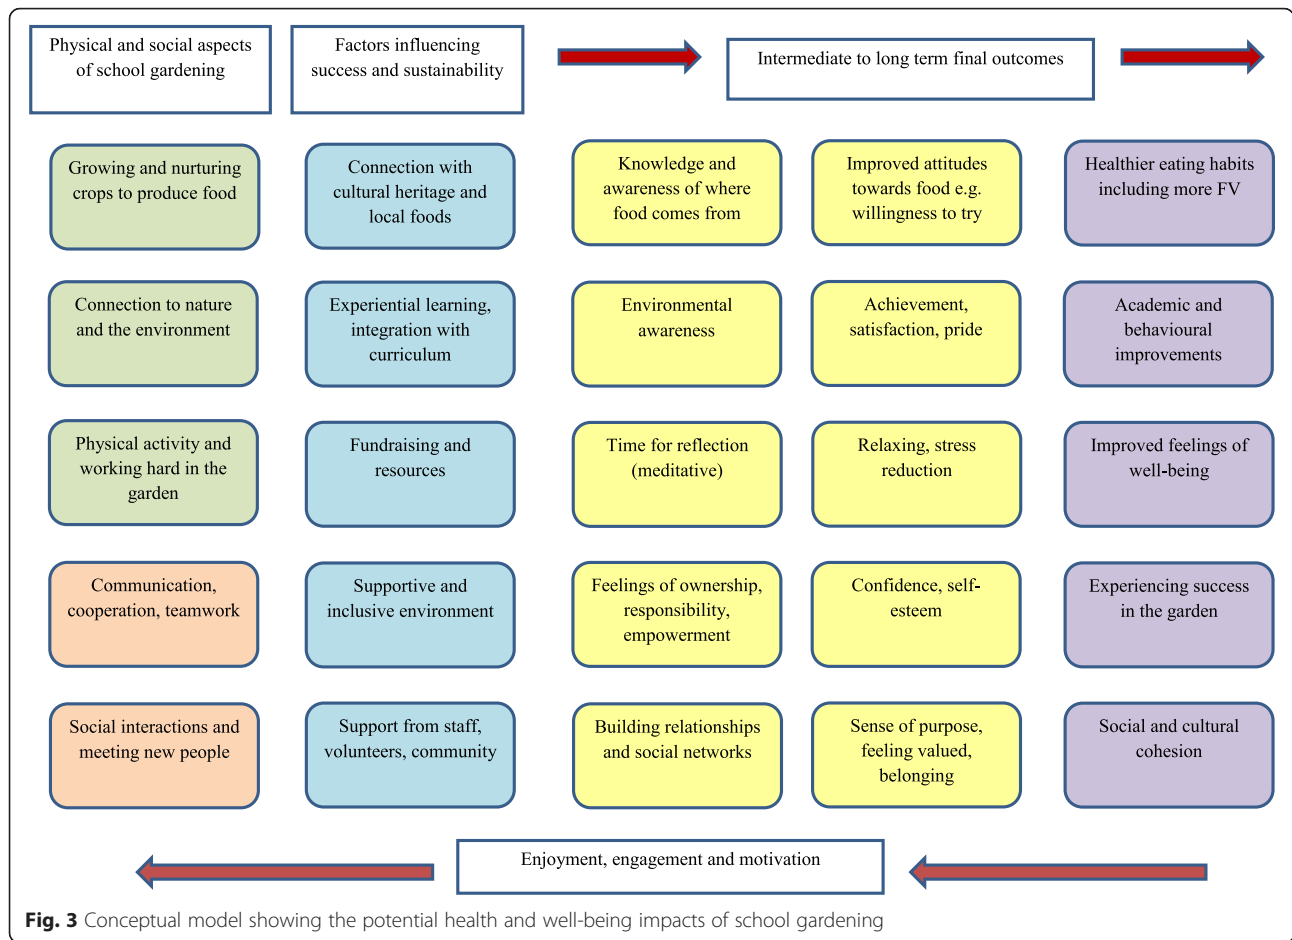 Physical and social aspects
of school gardening
Factors influencing
success and sustainability
Intermediate to long term final outcomes
Growing and nurturing
crops to produce food
Connection with
cultural heritage and
local foods
Knowledge and
awareness of where
food comes from
Improved attitudes
towards food e.g.
willingness to try
Healthier eating habits
including more FV
Connection to nature
and the environment
Experiential learning,
integration with
curriculum
Environmental
awareness
Achievement,
satisfaction, pride
Academic and
behavioural
improvements
Physical activity and
working hard in the
garden
Fundraising and
resources
Time for reflection
(meditative)
Relaxing, stress
reduction
Improved feelings of
well-being
Communication,
cooperation, teamwork
Supportive and
inclusive environment
Feelings of ownership,
responsibility,
empowerment
Confidence, self-
esteem
Experiencing success
in the garden
Social interactions and
meeting new people
Support from staff,
volunteers, community
Building relationships
and social networks
Sense of purpose,
feeling valued,
belonging
Social and cultural
cohesion
Enjoyment, engagement and motivation
Fig. 3 Conceptual model showing the potential health and well-being impacts of school gardening